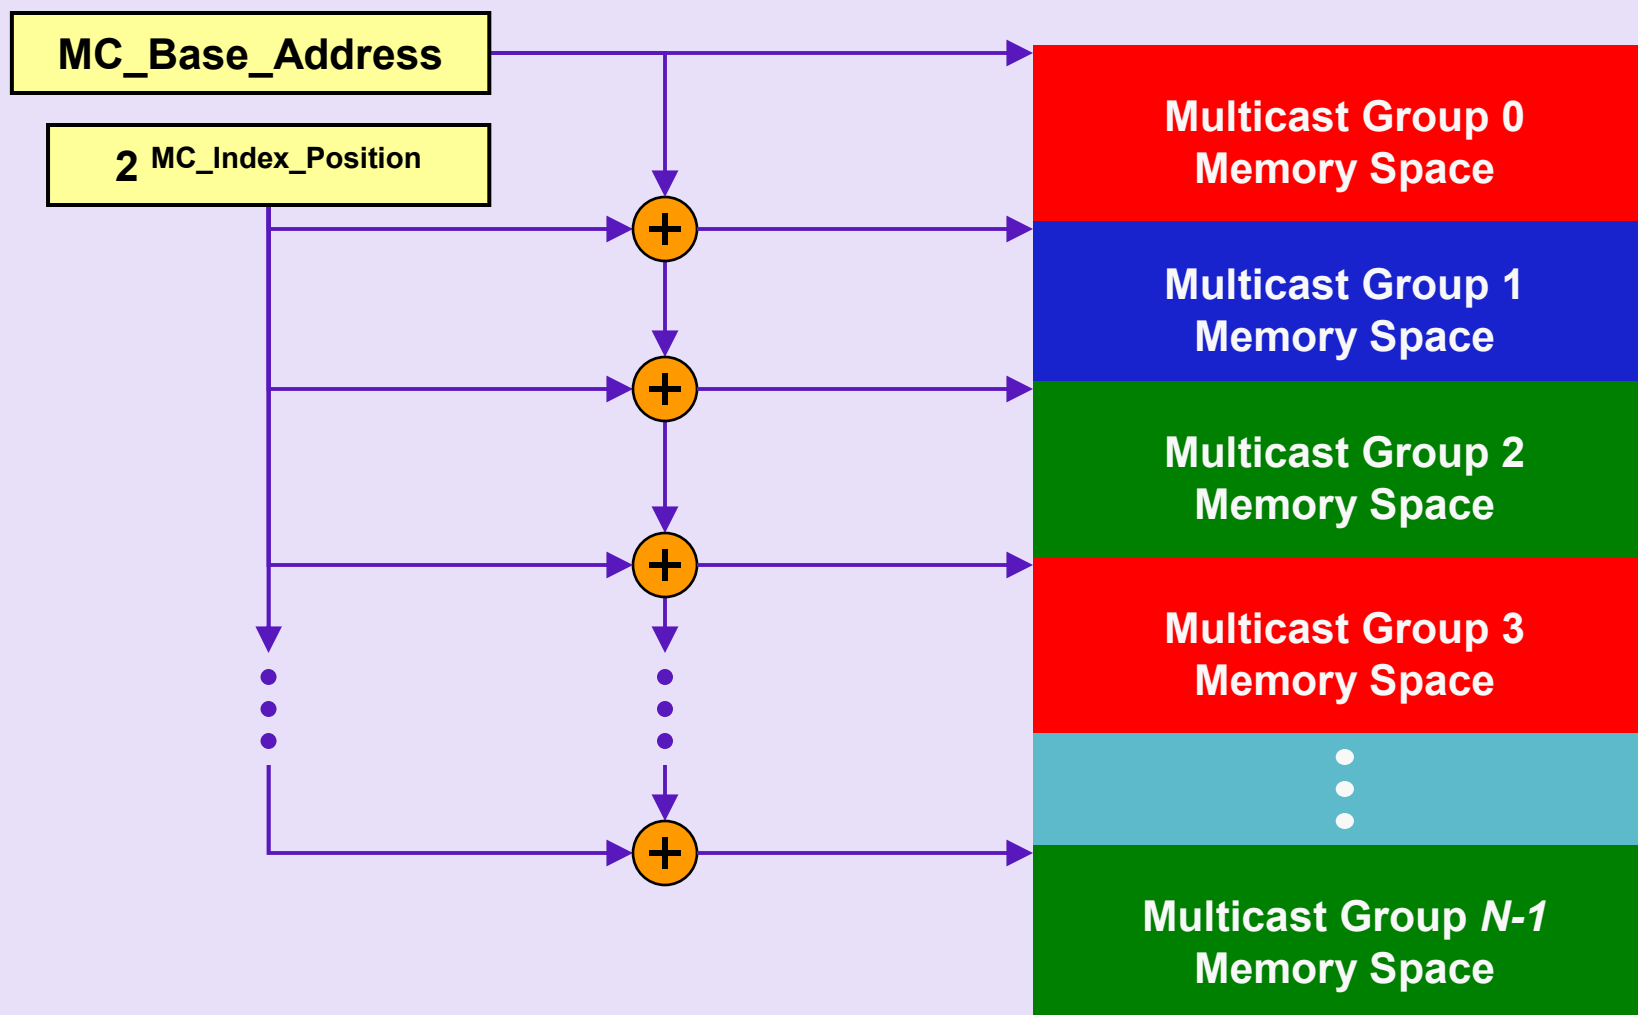 MC_Base_Address
2 MC_Index_Position
Multicast Group 0
Memory Space
+
Multicast Group 1
Memory Space
+
Multicast Group 2
Memory Space
+
Multicast Group 3
Memory Space
+
Multicast Group N-1
Memory Space